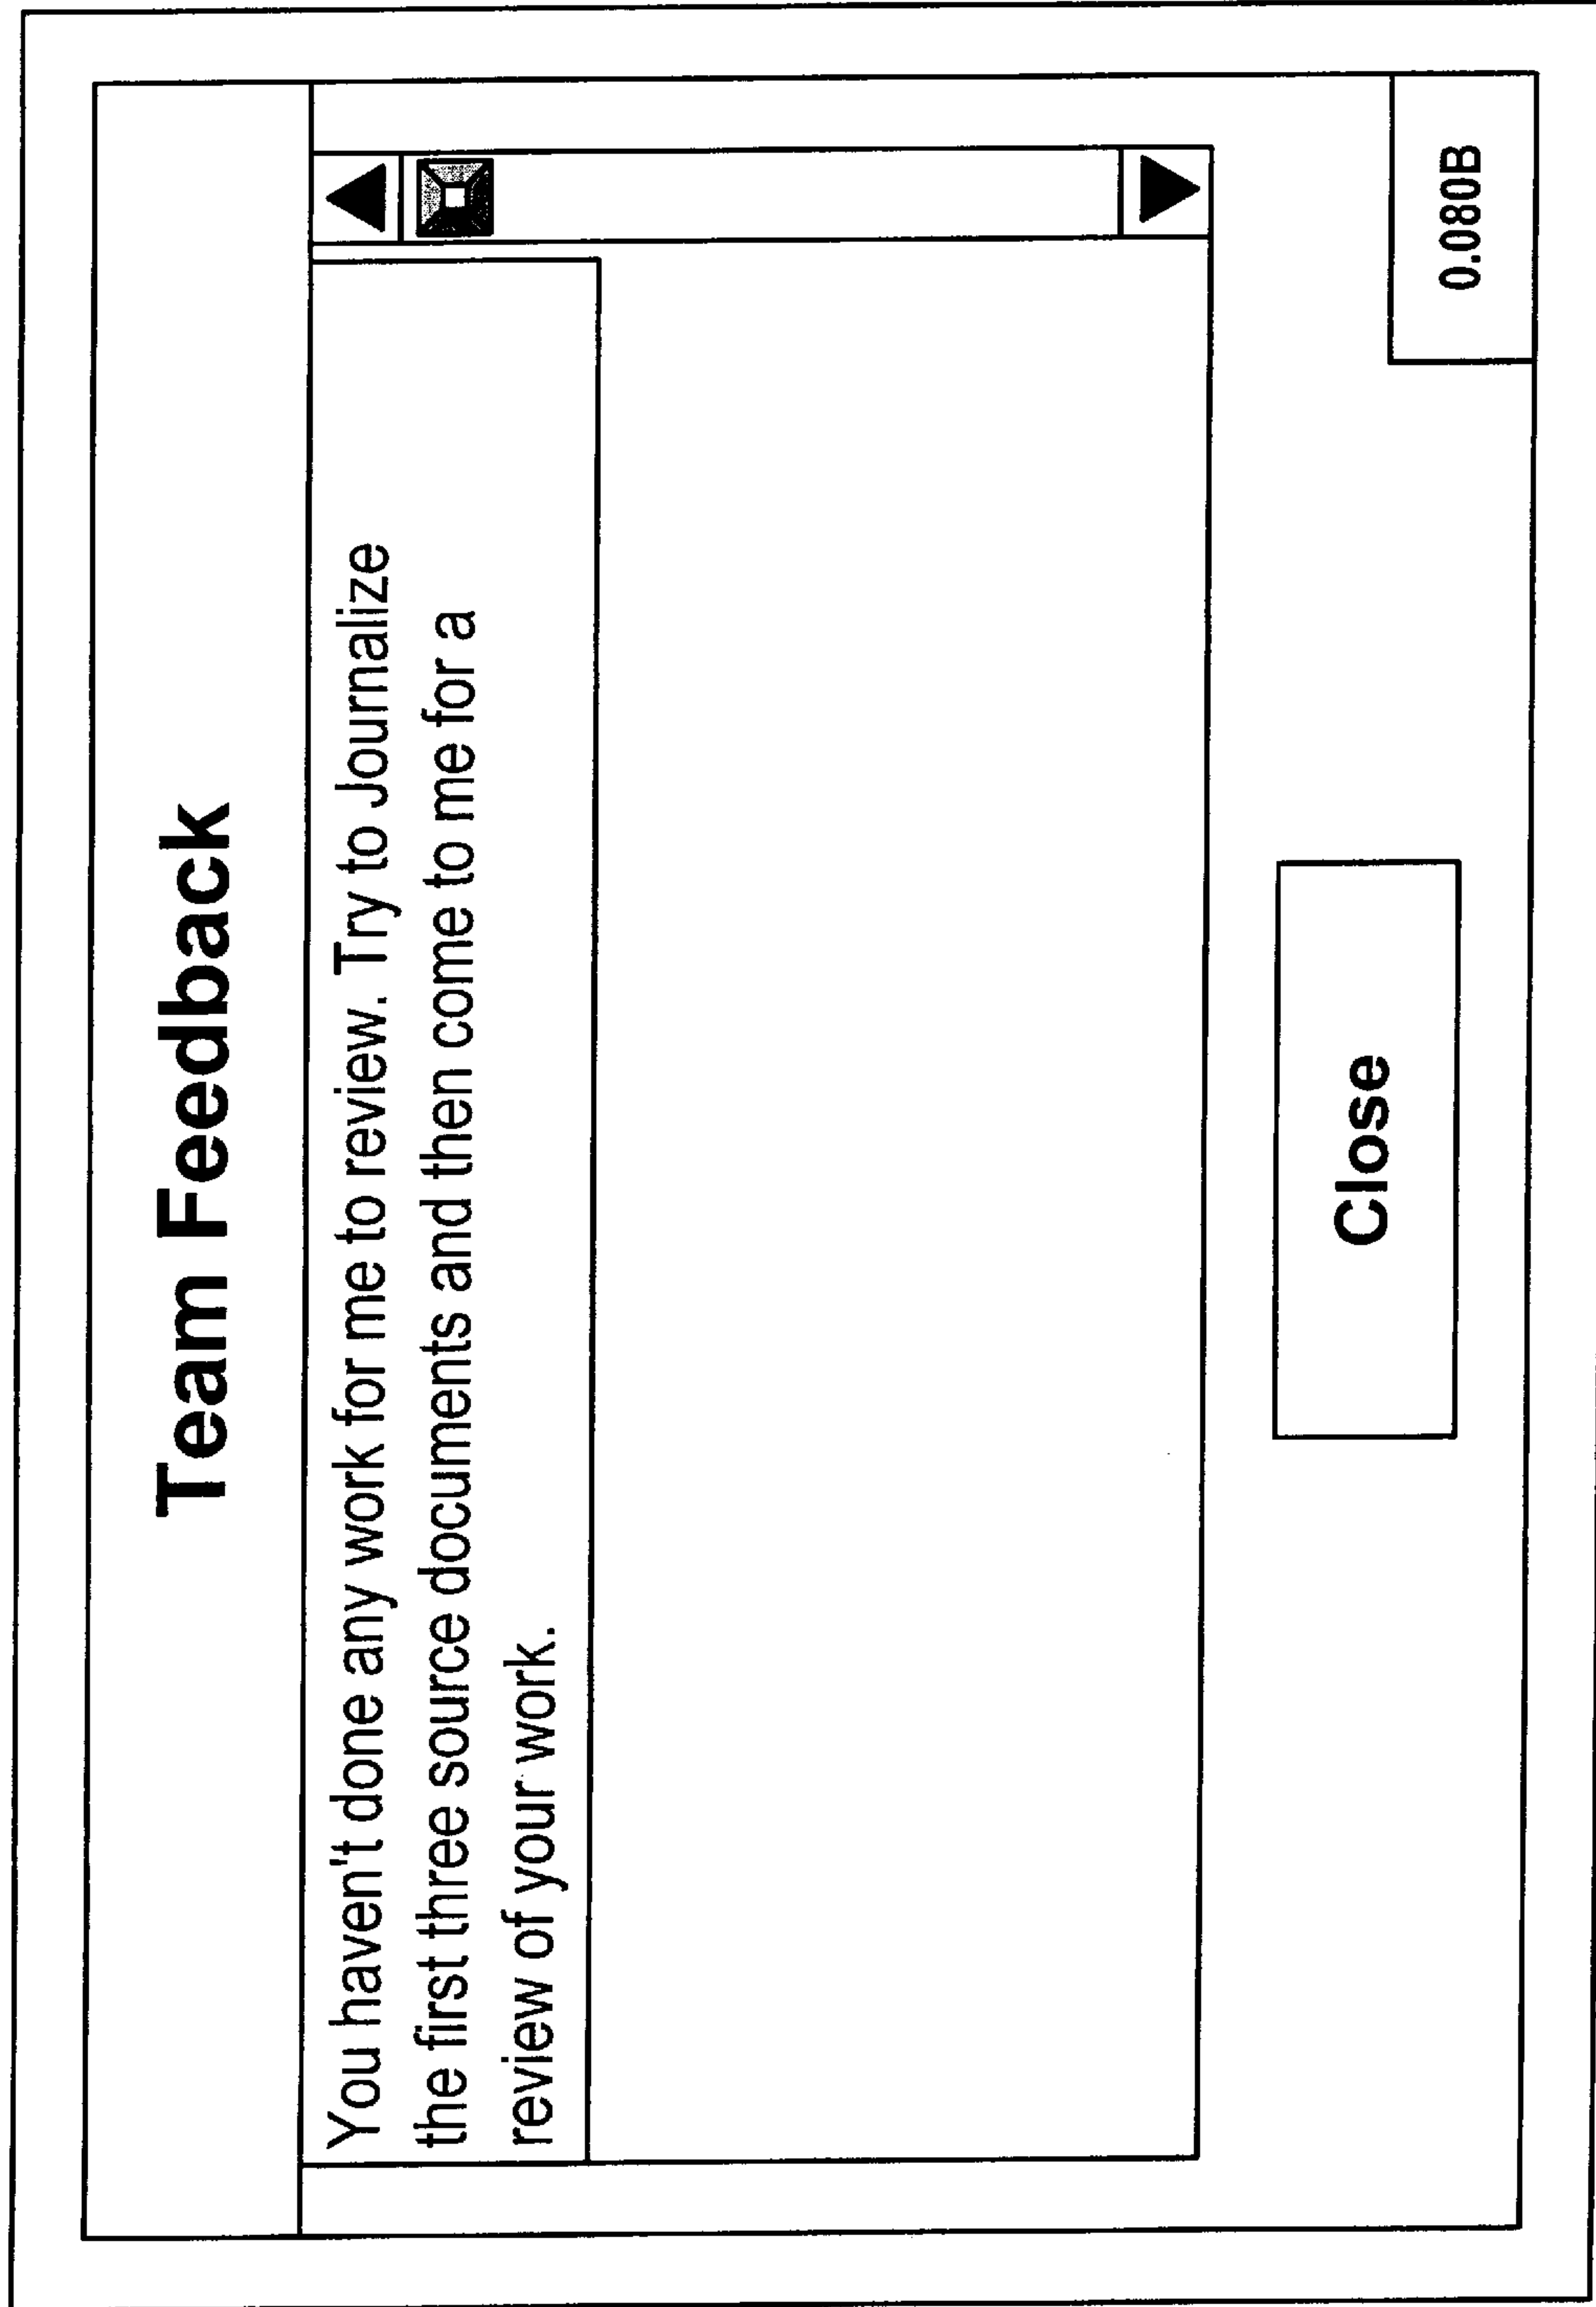 Team Feedback
You haven't done any work for me to review. Try to Journalize
the first three source documents and then come to me for a
review of your work.
Close
0.080B